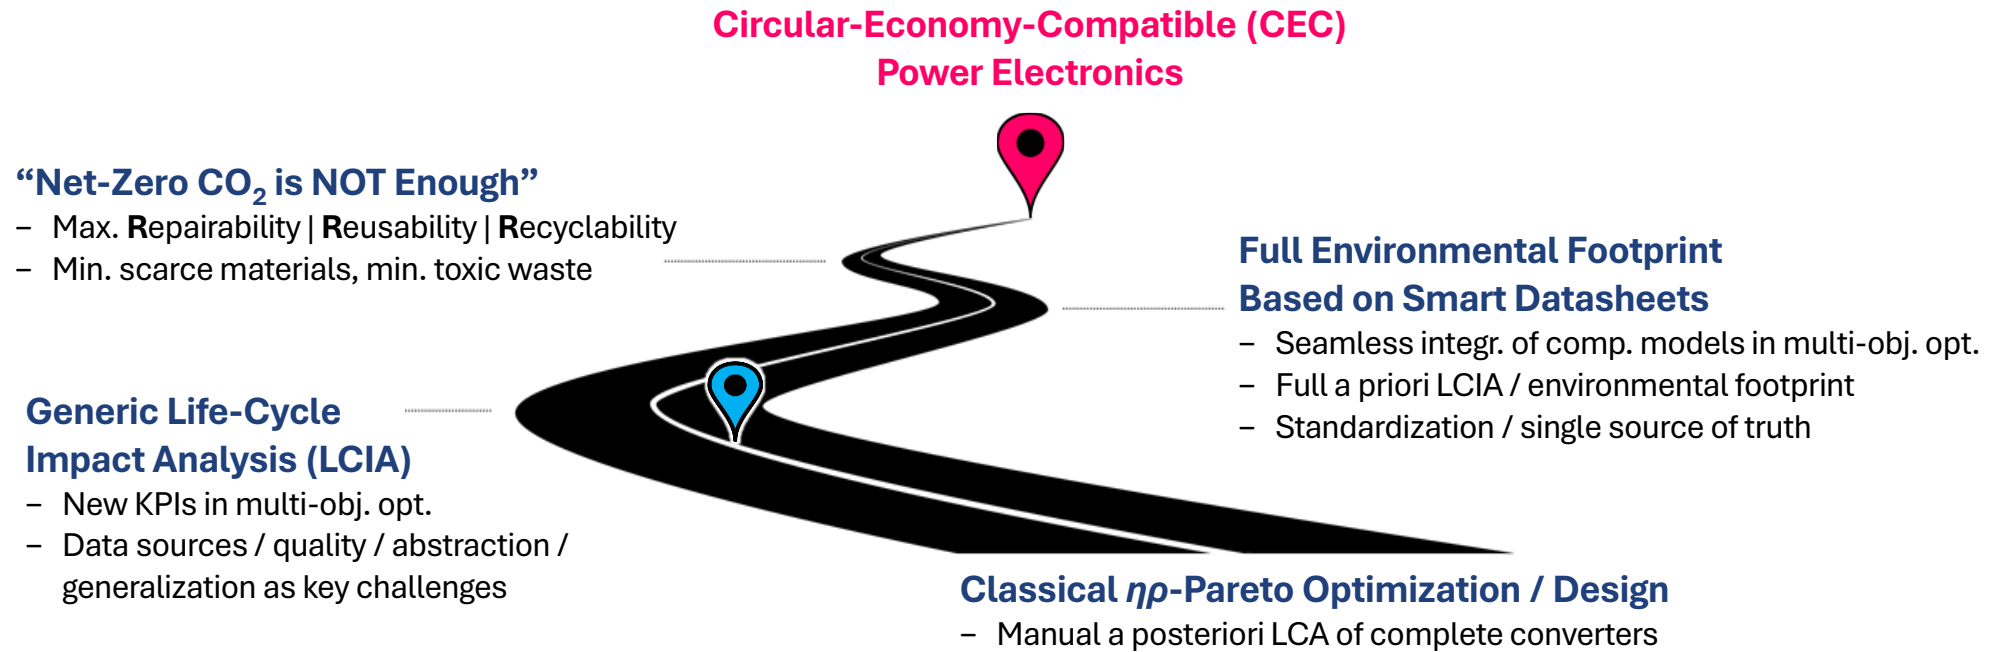 Circular-Economy-Compatible (CEC)
Power Electronics
“Net-Zero CO₂ is NOT Enough”
– Max. Repairability | Reusability | Recyclability
– Min. scarce materials, min. toxic waste
Full Environmental Footprint
Based on Smart Datasheets
– Seamless integr. of comp. models in multi-obj. opt.
– Full a priori LCIA / environmental footprint
– Standardization / single source of truth
Generic Life-Cycle
Impact Analysis (LCIA)
– New KPIs in multi-obj. opt.
– Data sources / quality / abstraction /
generalization as key challenges
Classical ηρ-Pareto Optimization / Design
– Manual a posteriori LCA of complete converters